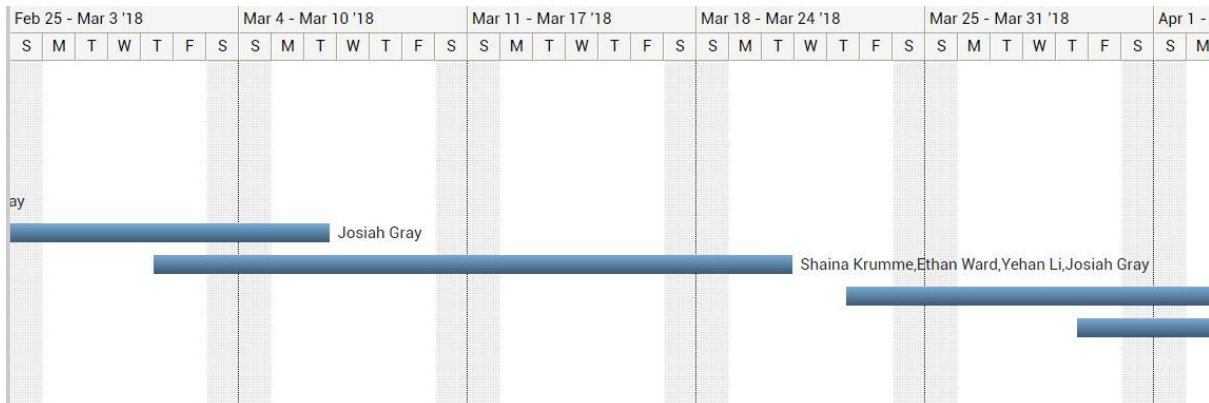 Feb 25 - Mar 3 '18 Mar 4 - Mar 10 '18 Mar 11 - Mar 17 '18 Mar 18 - Mar 24 '18 Mar 25 - Mar 31 '18 Apr 1 -
S M T W T F S S M T W T F S S M T W T F S S M T W T F S S M T W T F S S M
ay
Josiah Gray
Shaina Krumme,Ethan Ward,Yehan Li,Josiah Gray